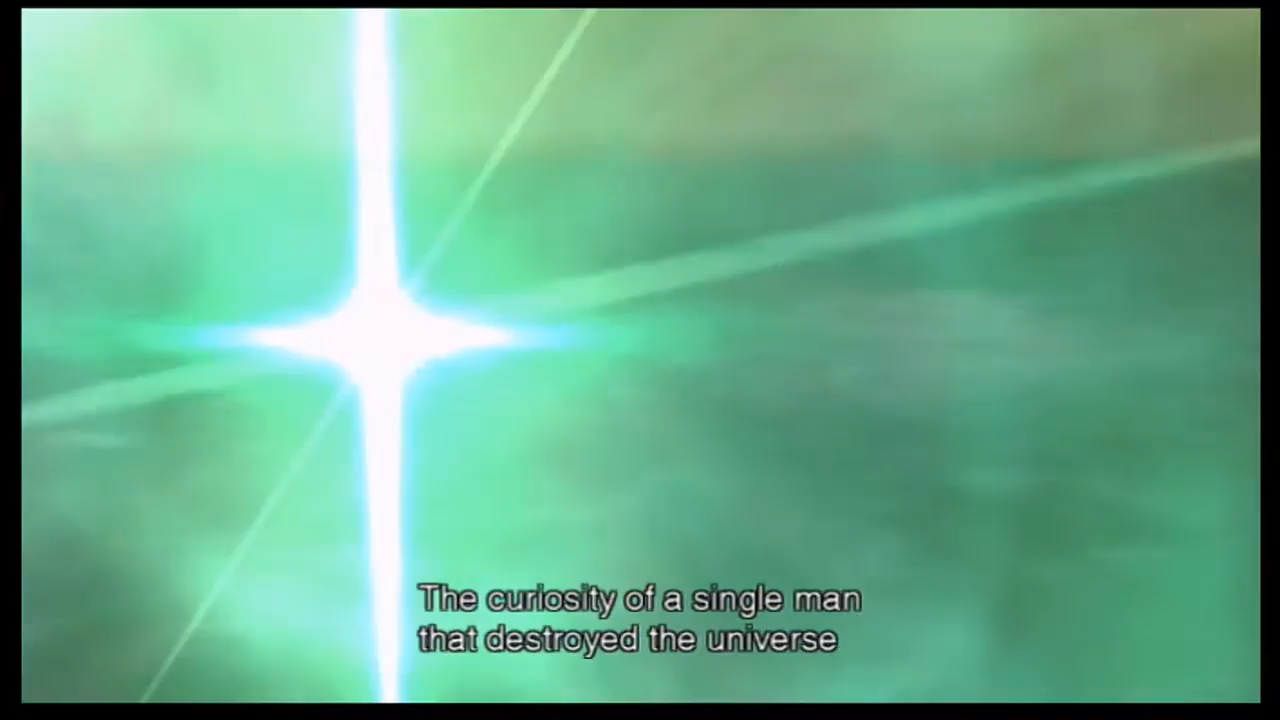 The curiosity of a single man
that destroyed the universe